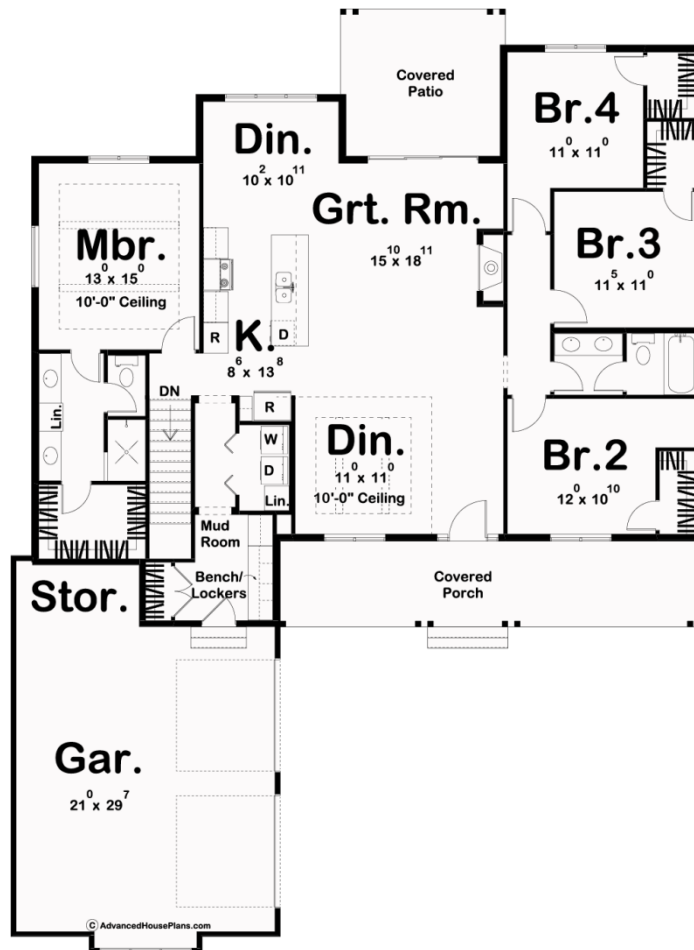 Covered
Patio
Br.4
11⁰ x 11⁰
Din.
10² x 10¹¹
Grt. Rm.
15¹⁰ x 18¹¹
Mbr.
13⁰ x 15⁰
10'-0" Ceiling
Br.3
11⁵ x 11⁰
R
K.
8⁶ x 13⁸
D
DN
Lin.
R
W
D
Lin.
Din.
11⁰ x 11⁰
10'-0" Ceiling
Br.2
12⁰ x 10¹⁰
Mud
Room
Bench/
Lockers
Covered
Porch
Stor.
Gar.
21⁰ x 29⁷
© AdvancedHousePlans.com